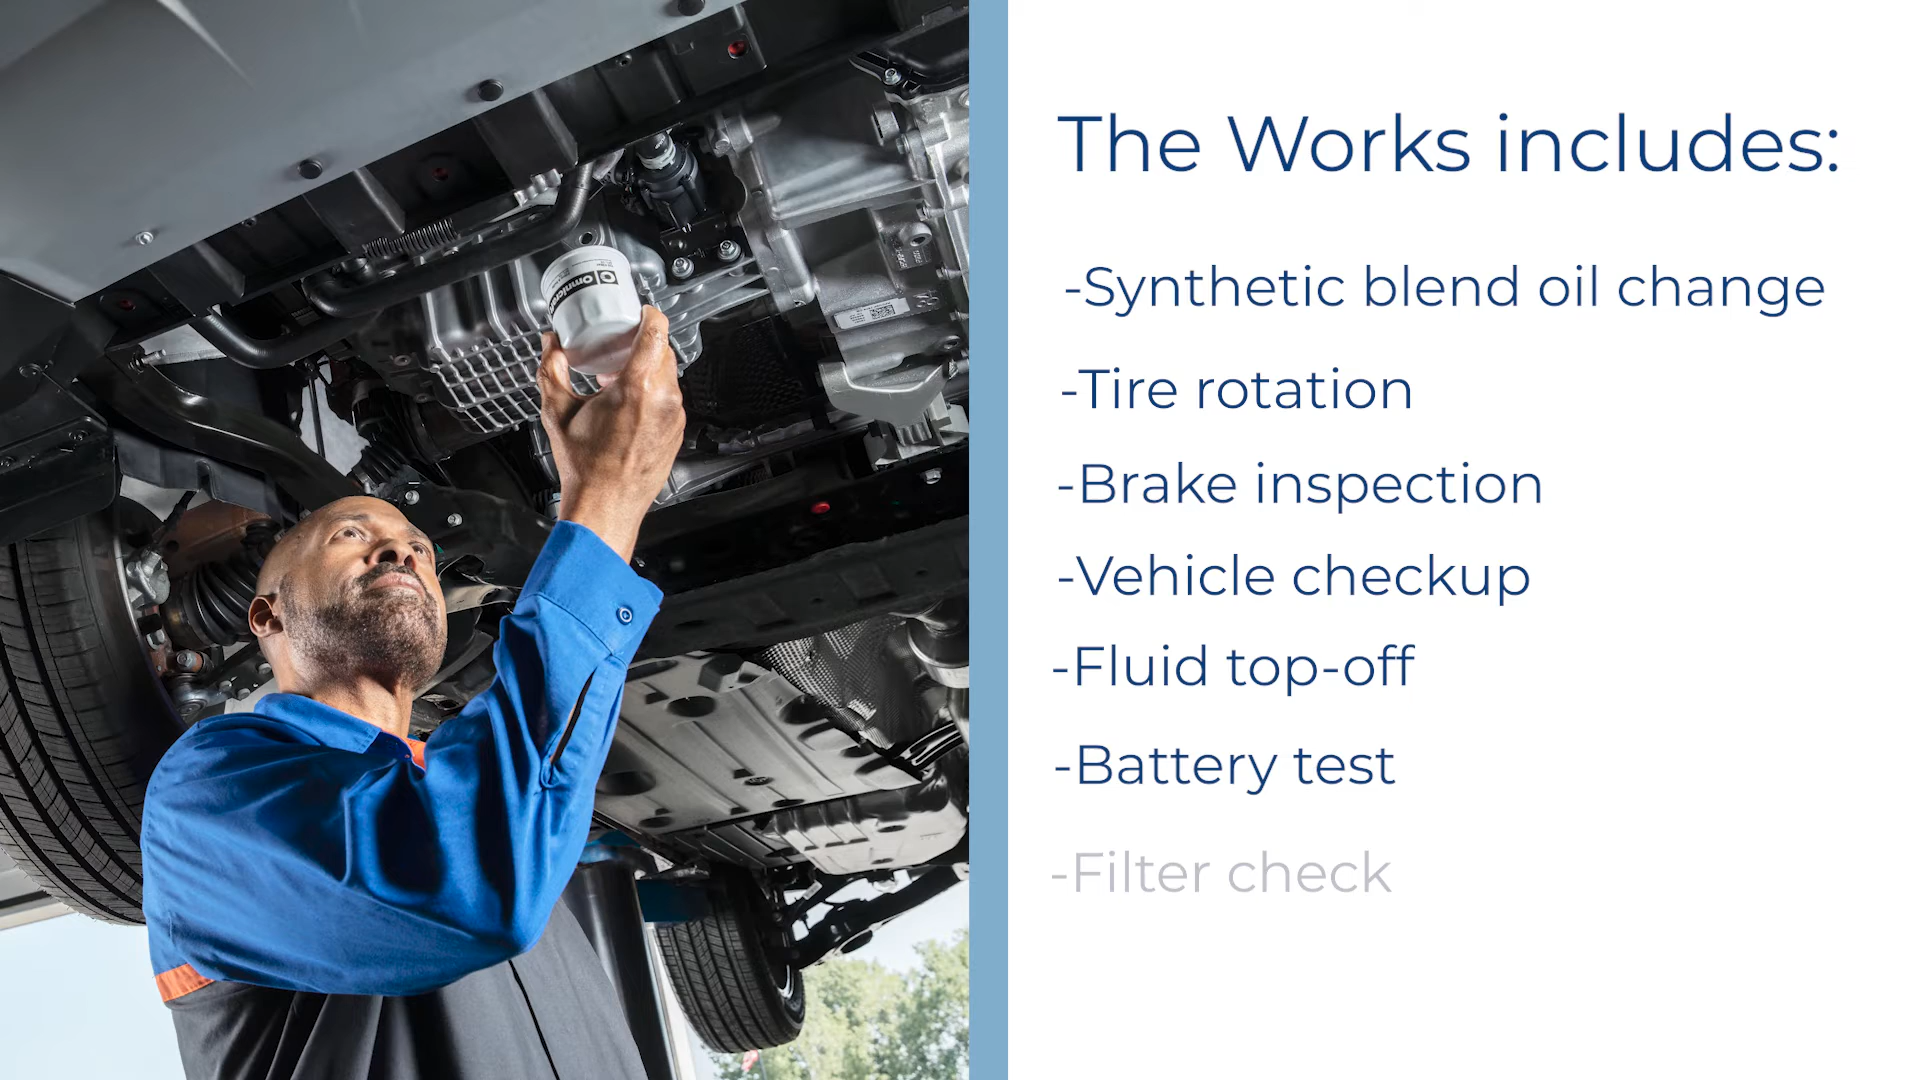 The Works includes:
-Synthetic blend oil change
-Tire rotation
-Brake inspection
-Vehicle checkup
-Fluid top-off
-Battery test
-Filter check
omnicraft